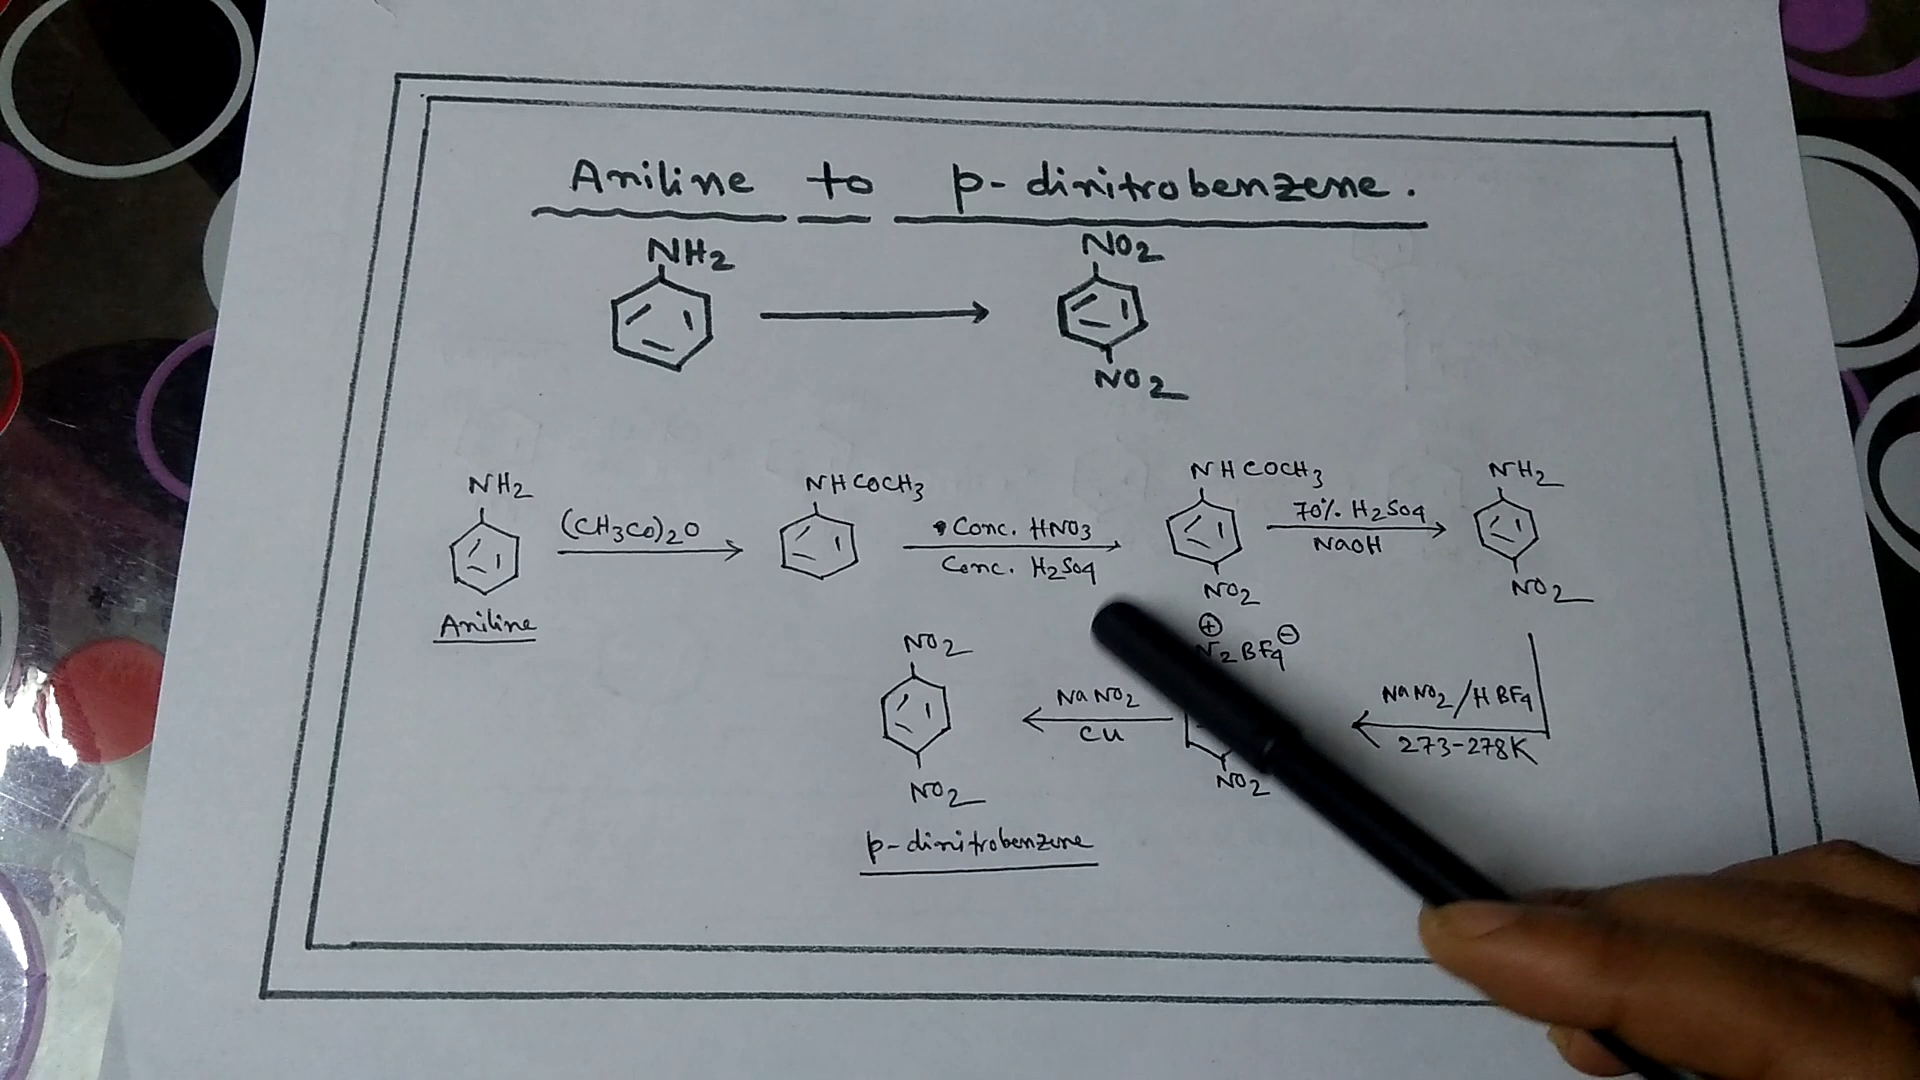 Aniline to p-dinitrobenzene.
NH2
NO2
NO2
NH2
(CH3CO)2O
NHCOCH3
Conc. HNO3
Conc. H2SO4
NHCOCH3
NO2
70% H2SO4
NaOH
NH2
NO2
Aniline
NaNO2/HBF4
273-278K
N2BF4
+
-
NO2
NaNO2
Cu
NO2
NO2
p-dinitrobenzene